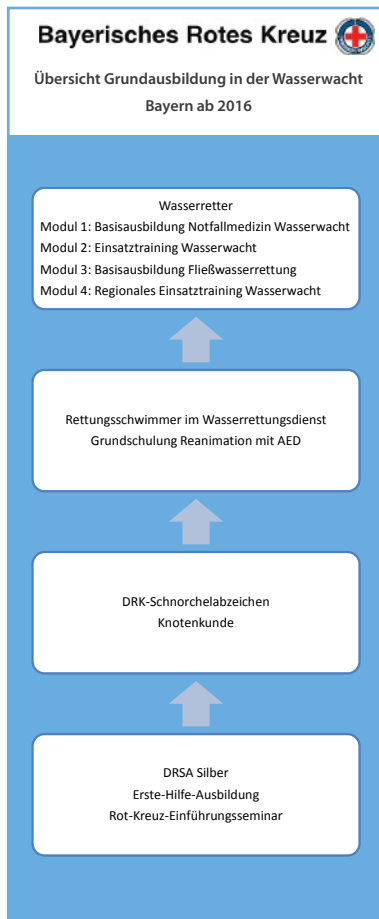 Bayerisches Rotes Kreuz
Übersicht Grundausbildung in der Wasserwacht
Bayern ab 2016
Wasserretter
Modul 1: Basisausbildung Notfallmedizin Wasserwacht
Modul 2: Einsatztraining Wasserwacht
Modul 3: Basisausbildung Fließwasserrettung
Modul 4: Regionales Einsatztraining Wasserwacht
Rettungsschwimmer im Wasserrettungsdienst
Grundschulung Reanimation mit AED
DRK-Schnorchelabzeichen
Knotenkunde
DRSA Silber
Erste-Hilfe-Ausbildung
Rot-Kreuz-Einführungsseminar